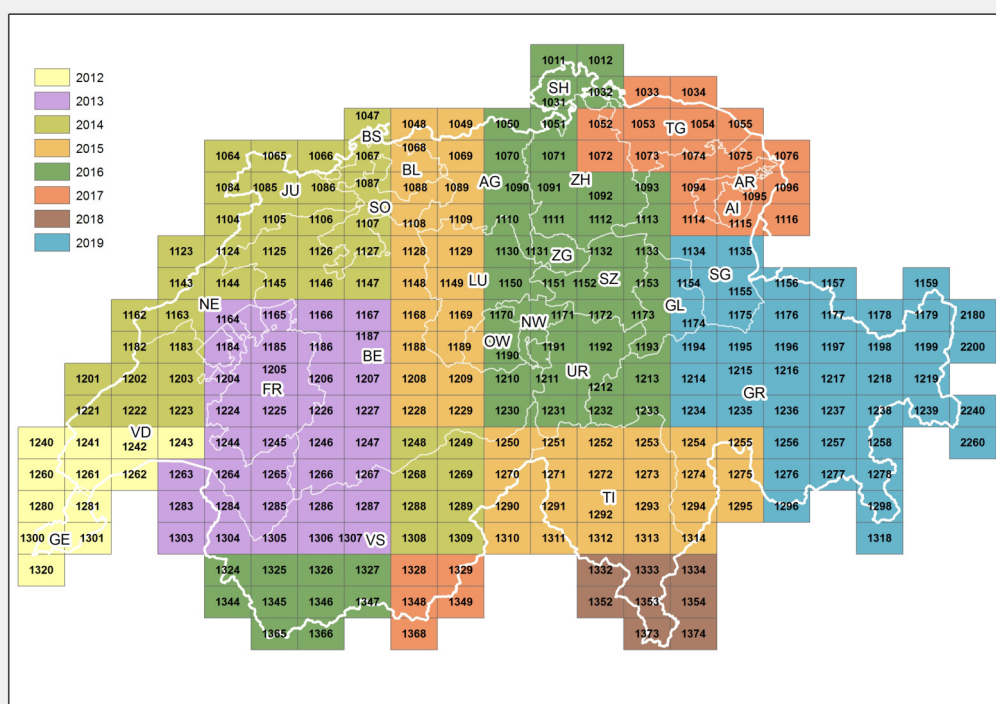 1011 1012
2012
SH
2013
1031 1032 1033 1034
2014
1047 1048 1049 1050 1051 1052 1053 1054 1055
BS TG
2015
1064 1065 1066 1067 1068 1069 1070 1071 1072 1073 1074 1075 1076
2016
BL
2017
1084 1085 JU 1086 1087 1088 1089 AG 1090 1091 ZH 1092 1093 1094 AR 1095 1096
2018
SO AI
2019
1104 1105 1106 1107 1108 1109 1110 1111 1112 1113 1114 1115 1116
1123 1124 1125 1126 1127 1128 1129 1130 1131 ZG 1132 1133 1134 1135
1143 1144 1145 1146 1147 1148 1149 LU 1150 1151 1152 SZ 1153 1154 SG 1155 1156 1157 1159
NE GL
1162 1163 1164 1165 1166 1167 1168 1169 1170 NW 1171 1172 1173 1174 1175 1176 1177 1178 1179 2180
1182 1183 1184 1185 1186 1187 BE 1188 1189 OW 1190 1191 1192 1193 1194 1195 1196 1197 1198 1199 2200
1201 1202 1203 1204 1205 FR 1206 1207 1208 1209 1210 1211 UR 1212 1213 1214 1215 GR 1216 1217 1218 1219
1221 1222 1223 1224 1225 1226 1227 1228 1229 1230 1231 1232 1233 1234 1235 1236 1237 1238 1239 2240
VD
1240 1241 1242 1243 1244 1245 1246 1247 1248 1249 1250 1251 1252 1253 1254 1255 1256 1257 1258 2260
1260 1261 1262 1263 1264 1265 1266 1267 1268 1269 1270 1271 1272 1273 1274 1275 1276 1277 1278
TI
1280 1281 1283 1284 1285 1286 1287 1288 1289 1290 1291 1292 1293 1294 1295 1296 1298
1300 GE 1301 1303 1304 1305 1306 1307 VS 1308 1309 1310 1311 1312 1313 1314 1318
1320 1324 1325 1326 1327 1328 1329 1332 1333 1334
1344 1345 1346 1347 1348 1349 1352 1353 1354
1365 1366 1368 1373 1374